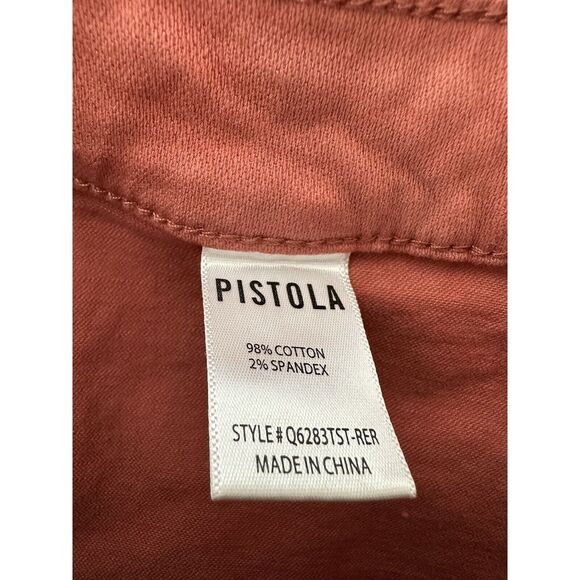 PISTOLA
98% COTTON
2% SPANDEX
STYLE# Q6283TST-RER
MADE IN CHINA